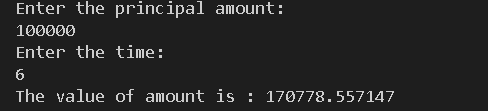 Enter the principal amount:
100000
Enter the time:
6
The value of amount is : 170778.557147